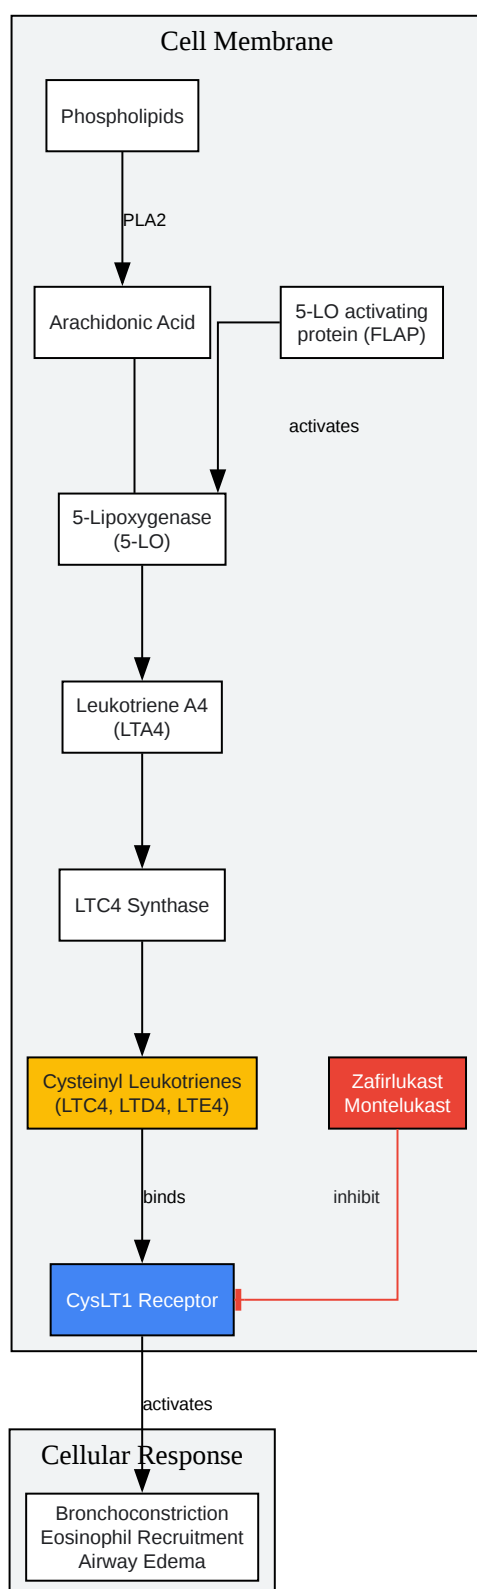 Cell Membrane
Phospholipids
PLA2
Arachidonic Acid
5-LO activating
protein (FLAP)
activates
5-Lipoxygenase
(5-LO)
Leukotriene A4
(LTA4)
LTC4 Synthase
Cysteinyl Leukotrienes
(LTC4, LTD4, LTE4)
Zafirlukast
Montelukast
binds
inhibit
CysLT1 Receptor
activates
Cellular Response
Bronchoconstriction
Eosinophil Recruitment
Airway Edema